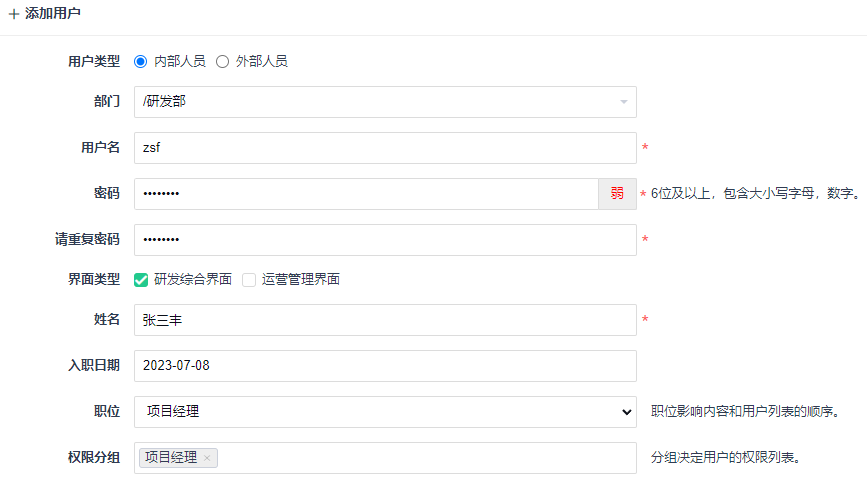 + 添加用户
用户类型 内部人员 外部人员
部门 /研发部
用户名 zsf *
密码 •••••••• 弱 * 6位及以上，包含大小写字母，数字。
请重复密码 •••••••• *
界面类型 研发综合界面 运营管理界面
姓名 张三丰 *
入职日期 2023-07-08
职位 项目经理 职位影响内容和用户列表的顺序。
权限分组 项目经理 × 分组决定用户的权限列表。